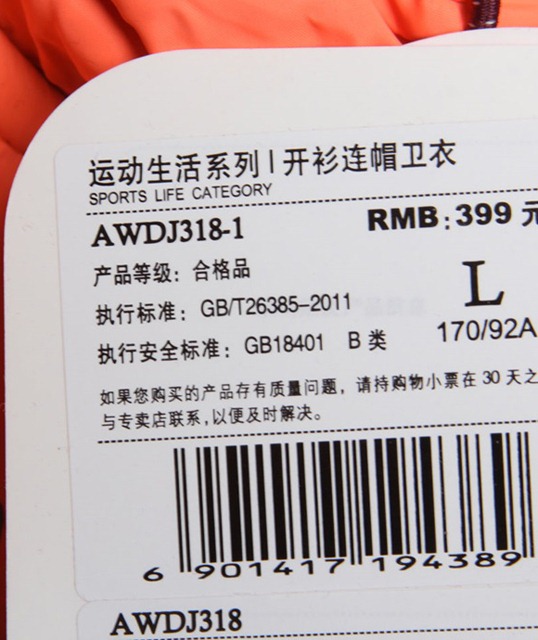 运动生活系列 | 开衫连帽卫衣
SPORTS LIFE CATEGORY
AWDJ318-1
RMB: 399 元
产品等级: 合格品
L
执行标准: GB/T26385-2011
170/92A
执行安全标准: GB18401 B 类
如果您购买的产品存有质量问题, 请持购物小票在 30 天之
与专卖店联系,以便及时解决。
6 901417 194389
AWDJ318